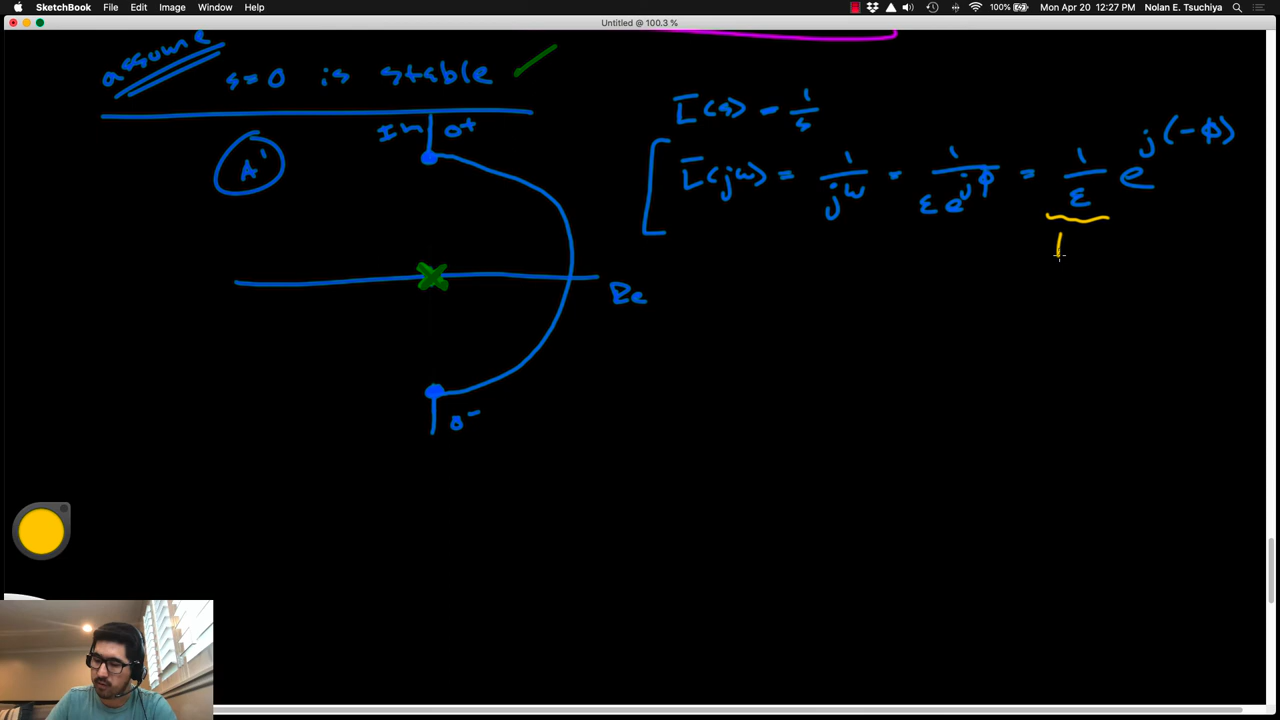 SketchBook File Edit Image Window Help 100% Mon Apr 20 12:27 PM Nolan E. Tsuchiya
Untitled @ 100.3 %
assume
s=0 is stable ✓
L̅(s) = 1/s
Im 0+
A'
L̅(jω) = 1/jω = 1/εe^jφ = 1/ε e^j(-φ)
Re
0-